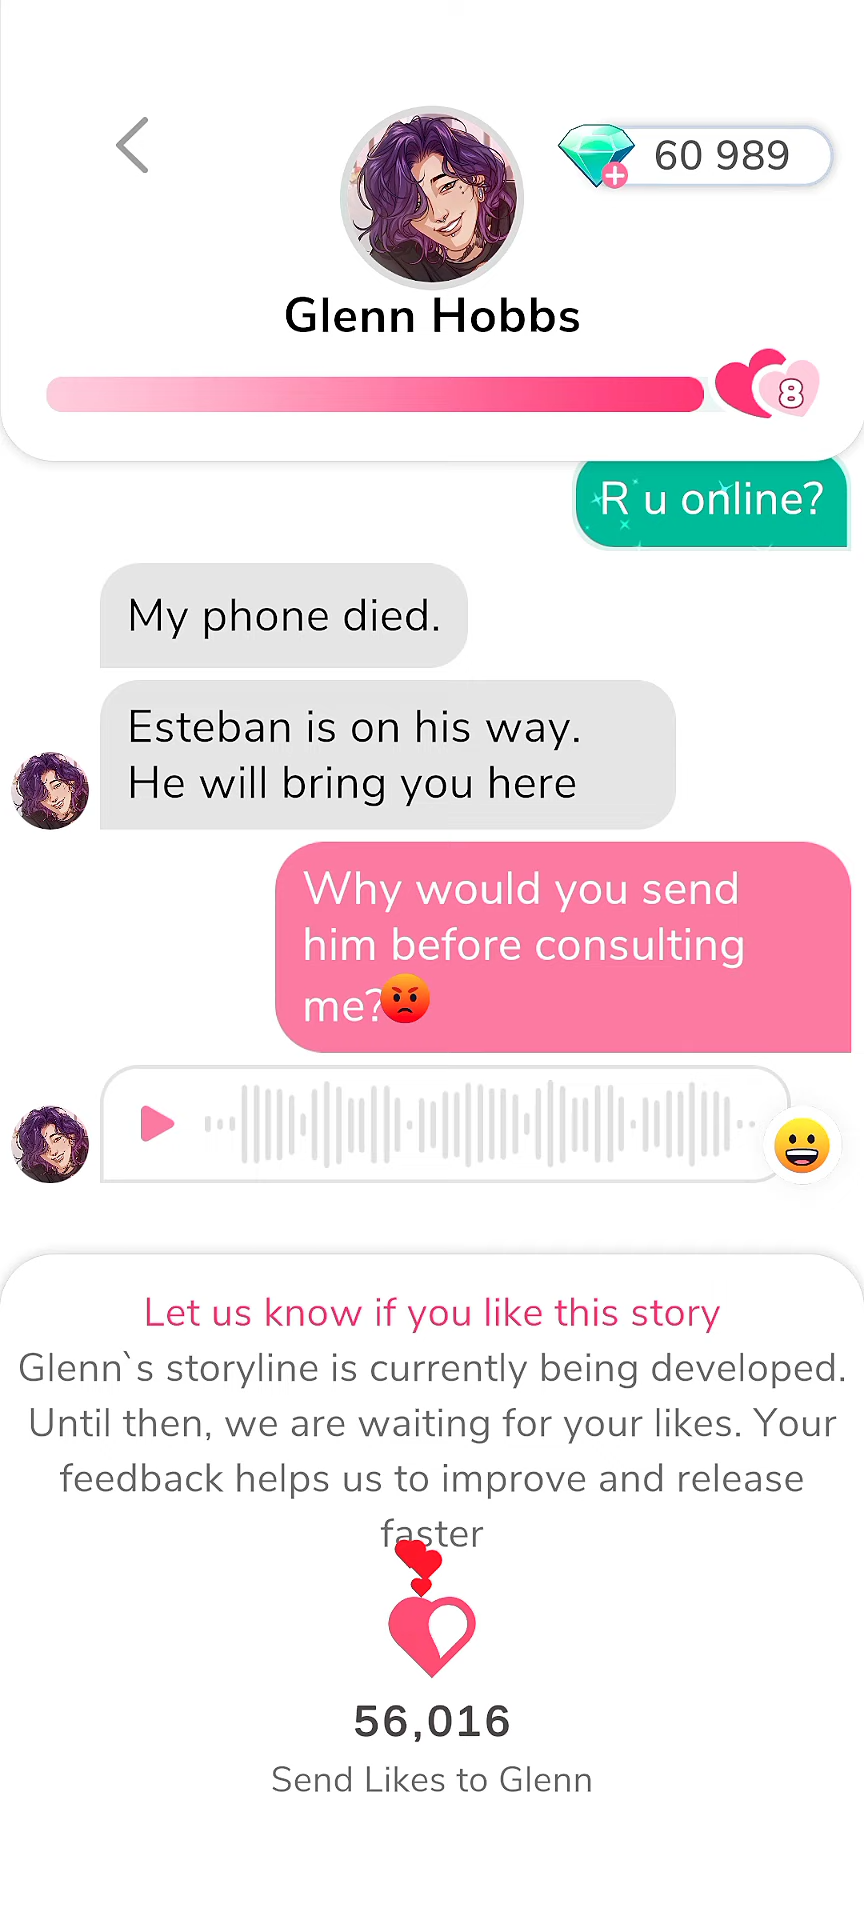 60 989
Glenn Hobbs
8
R u online?
My phone died.
Esteban is on his way.
He will bring you here
Why would you send
him before consulting
me?😡
Let us know if you like this story
Glenn`s storyline is currently being developed.
Until then, we are waiting for your likes. Your
feedback helps us to improve and release
faster
56,016
Send Likes to Glenn